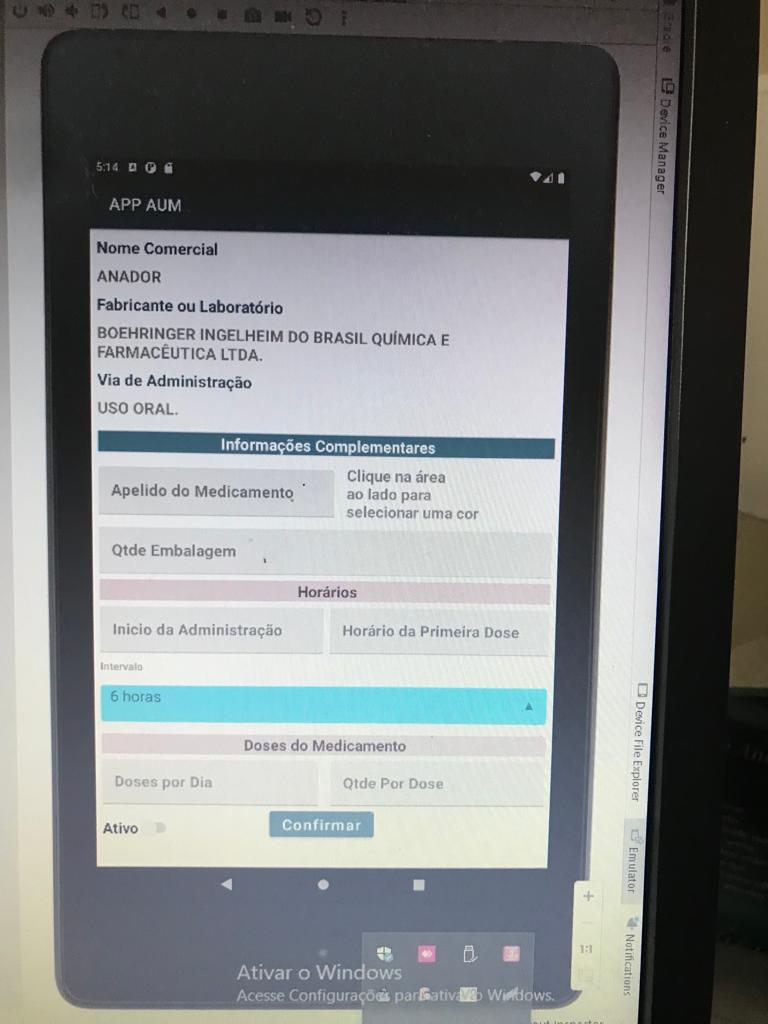 5:14
APP AUM
Nome Comercial
ANADOR
Fabricante ou Laboratório
BOEHRINGER INGELHEIM DO BRASIL QUÍMICA E
FARMACÊUTICA LTDA.
Via de Administração
USO ORAL.
Informações Complementares
Apelido do Medicamento
Clique na área
ao lado para
selecionar uma cor
Qtde Embalagem
Horários
Inicio da Administração
Horário da Primeira Dose
Intervalo
6 horas
Doses do Medicamento
Doses por Dia
Qtde Por Dose
Ativo
Confirmar
Device Manager
Device File Explorer
Emulator
Notifications
1:1
Ativar o Windows
Acesse Configurações para ativar o Windows.